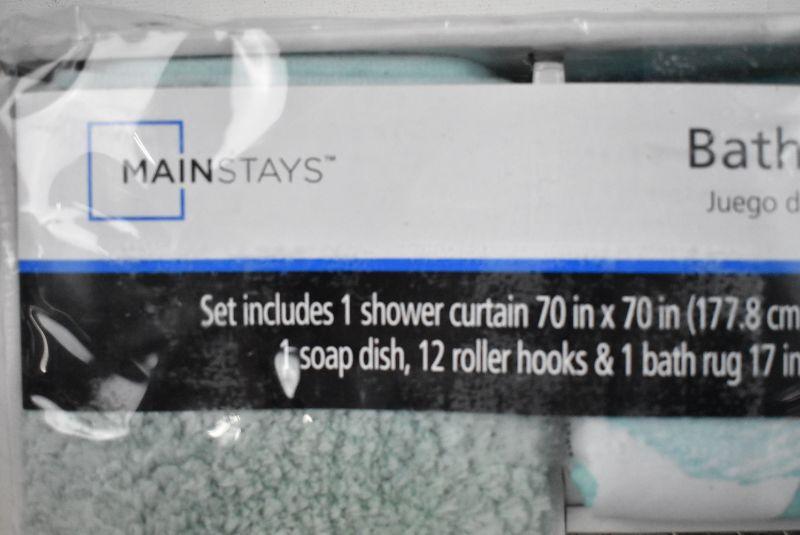 MAINSTAYS™
Bath
Juego d
Set includes 1 shower curtain 70 in x 70 in (177.8 cm
1 soap dish, 12 roller hooks & 1 bath rug 17 in